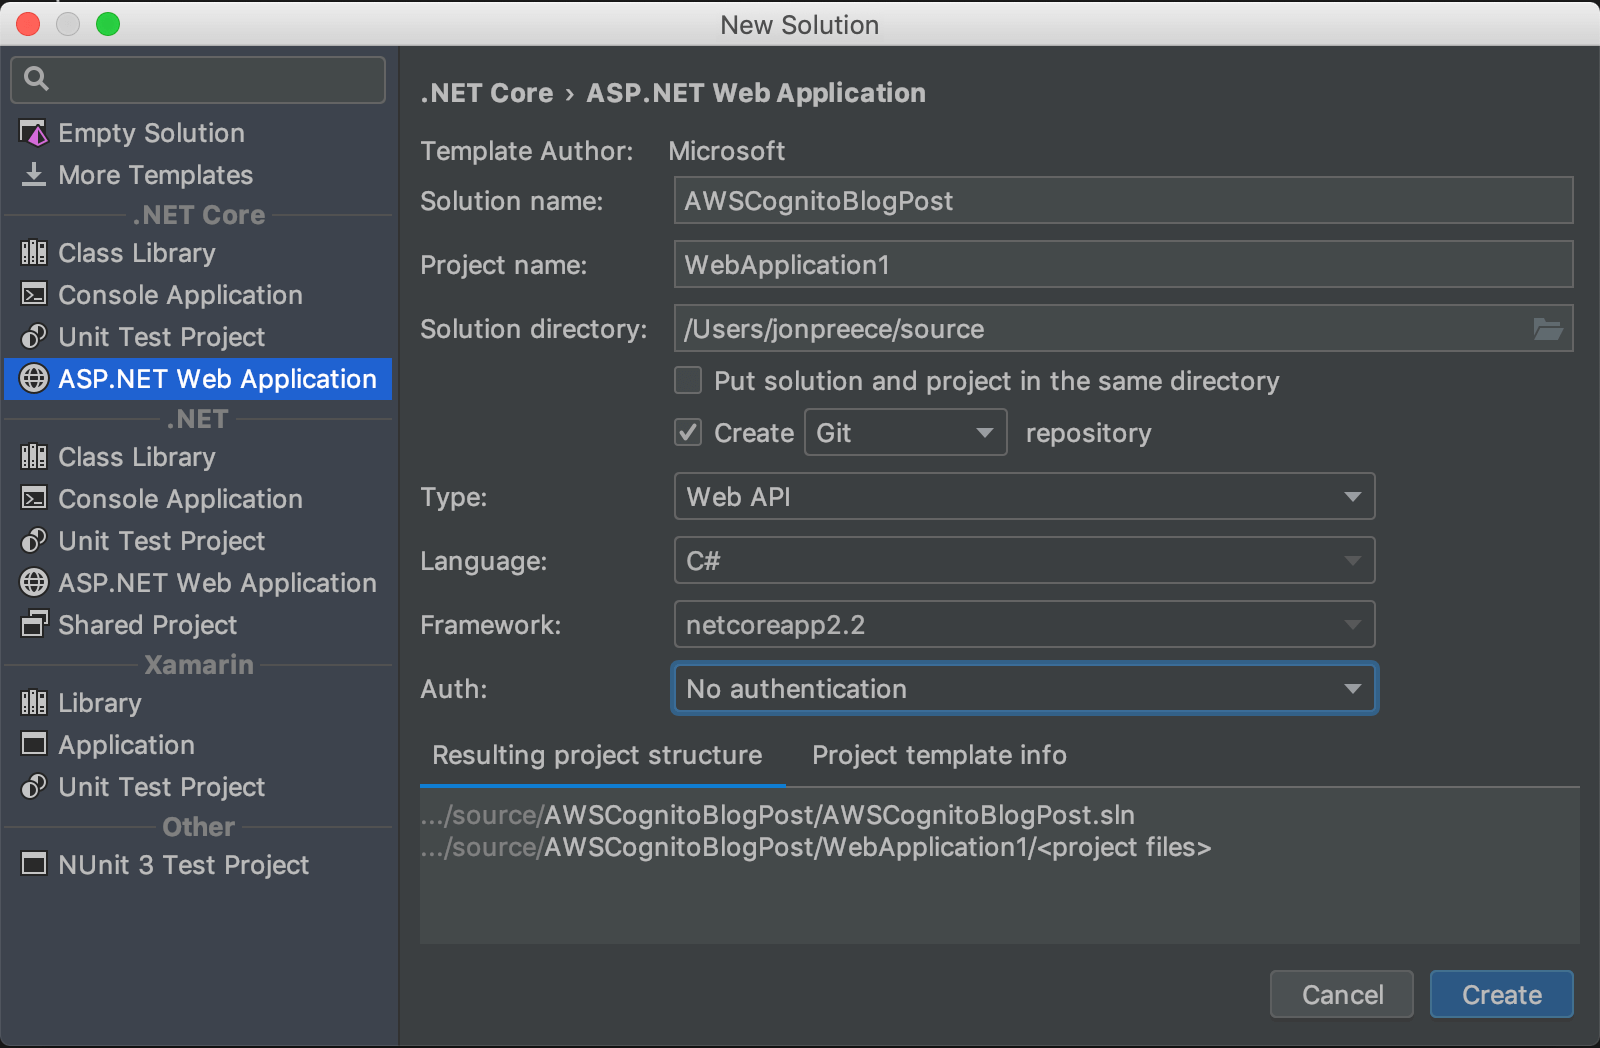 New Solution
Empty Solution
More Templates
.NET Core
Class Library
Console Application
Unit Test Project
ASP.NET Web Application
.NET
Class Library
Console Application
Unit Test Project
ASP.NET Web Application
Shared Project
Xamarin
Library
Application
Unit Test Project
Other
NUnit 3 Test Project
.NET Core › ASP.NET Web Application
Template Author: Microsoft
Solution name: AWSCognitoBlogPost
Project name: WebApplication1
Solution directory: /Users/jonpreece/source
Put solution and project in the same directory
Create Git repository
Type: Web API
Language: C#
Framework: netcoreapp2.2
Auth: No authentication
Resulting project structure Project template info
.../source/AWSCognitoBlogPost/AWSCognitoBlogPost.sln
.../source/AWSCognitoBlogPost/WebApplication1/<project files>
Cancel Create